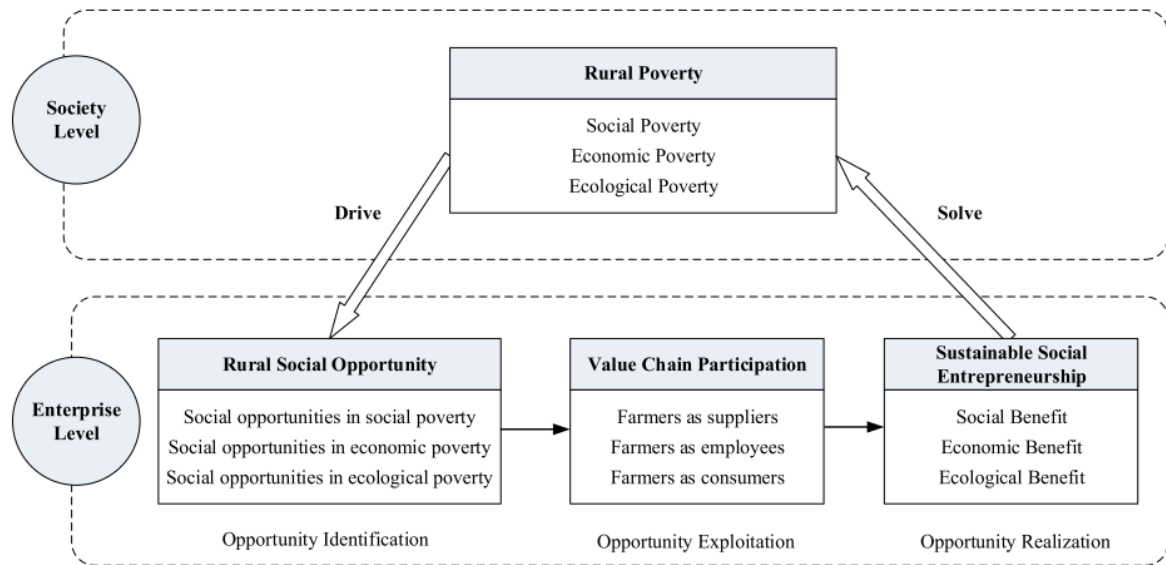 Society
Level
Rural Poverty
Social Poverty
Economic Poverty
Ecological Poverty
Drive
Solve
Enterprise
Level
Rural Social Opportunity
Social opportunities in social poverty
Social opportunities in economic poverty
Social opportunities in ecological poverty
Opportunity Identification
Value Chain Participation
Farmers as suppliers
Farmers as employees
Farmers as consumers
Opportunity Exploitation
Sustainable Social
Entrepreneurship
Social Benefit
Economic Benefit
Ecological Benefit
Opportunity Realization